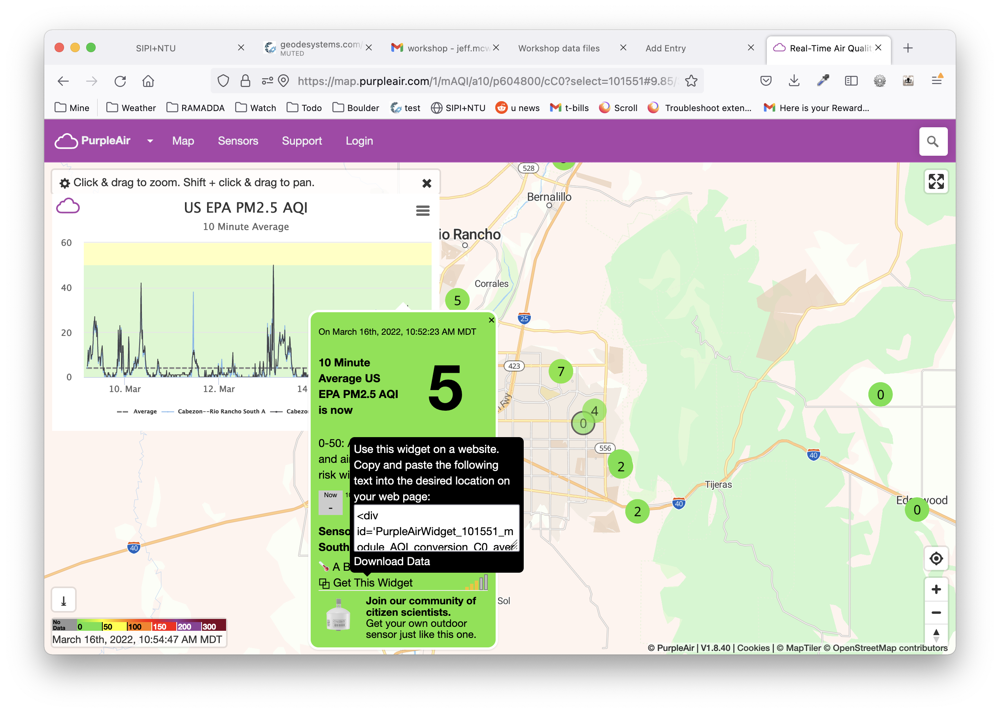 SIPI+NTU
geodesystems.com/
MUTED
workshop - jeff.mcw
Workshop data files
Add Entry
Real-Time Air Qualit
https://map.purpleair.com/1/mAQI/a10/p604800/cC0?select=101551#9.85/
Mine
Weather
RAMADDA
Watch
Todo
Boulder
test
SIPI+NTU
u news
t-bills
Scroll
Troubleshoot exten...
Here is your Reward...
PurpleAir
Map
Sensors
Support
Login
Click & drag to zoom. Shift + click & drag to pan.
US EPA PM2.5 AQI
10 Minute Average
60
40
20
0
10. Mar
12. Mar
14
Average
Cabezon--Rio Rancho South A
Cabezo
528
Bernalillo
io Rancho
Corrales
5
25
423
7
Fwy
4
0
0
556
2
40
Tijeras
40
2
Ed
wood
0
40
Sol
On March 16th, 2022, 10:52:23 AM MDT
10 Minute
Average US
EPA PM2.5 AQI
is now
5
0-50:
and air
risk wi
Now
-
10
Senso
South
A B
Use this widget on a website.
Copy and paste the following
text into the desired location on
your web page:
<div
id='PurpleAirWidget_101551_m
odule_AQI_conversion_C0_aver
Download Data
Get This Widget
Join our community of
citizen scientists.
Get your own outdoor
sensor just like this one.
No
Data
0
50
100
150
200
300
March 16th, 2022, 10:54:47 AM MDT
© PurpleAir | V1.8.40 | Cookies | © MapTiler © OpenStreetMap contributors